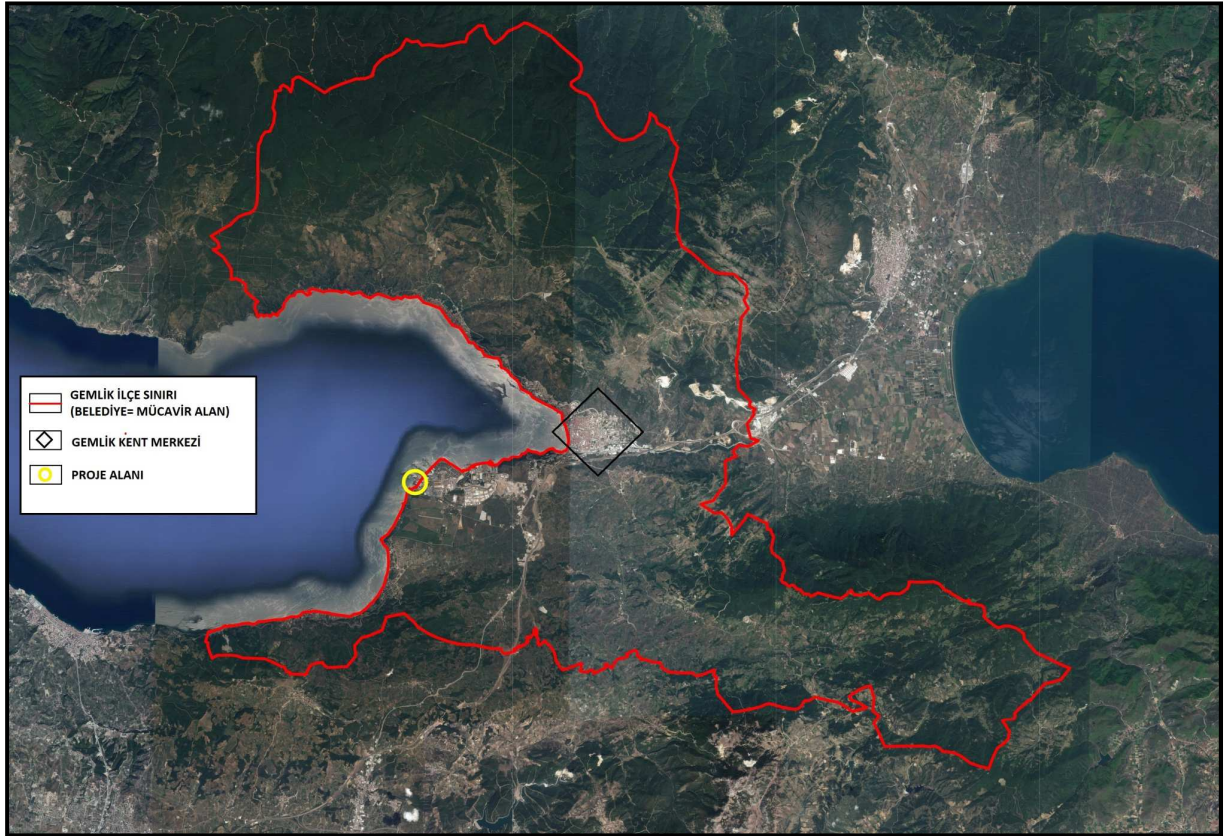 GEMLİK İLÇE SINIRI
(BELEDİYE= MÜCAVİR ALAN)
GEMLİK KENT MERKEZİ
PROJE ALANI